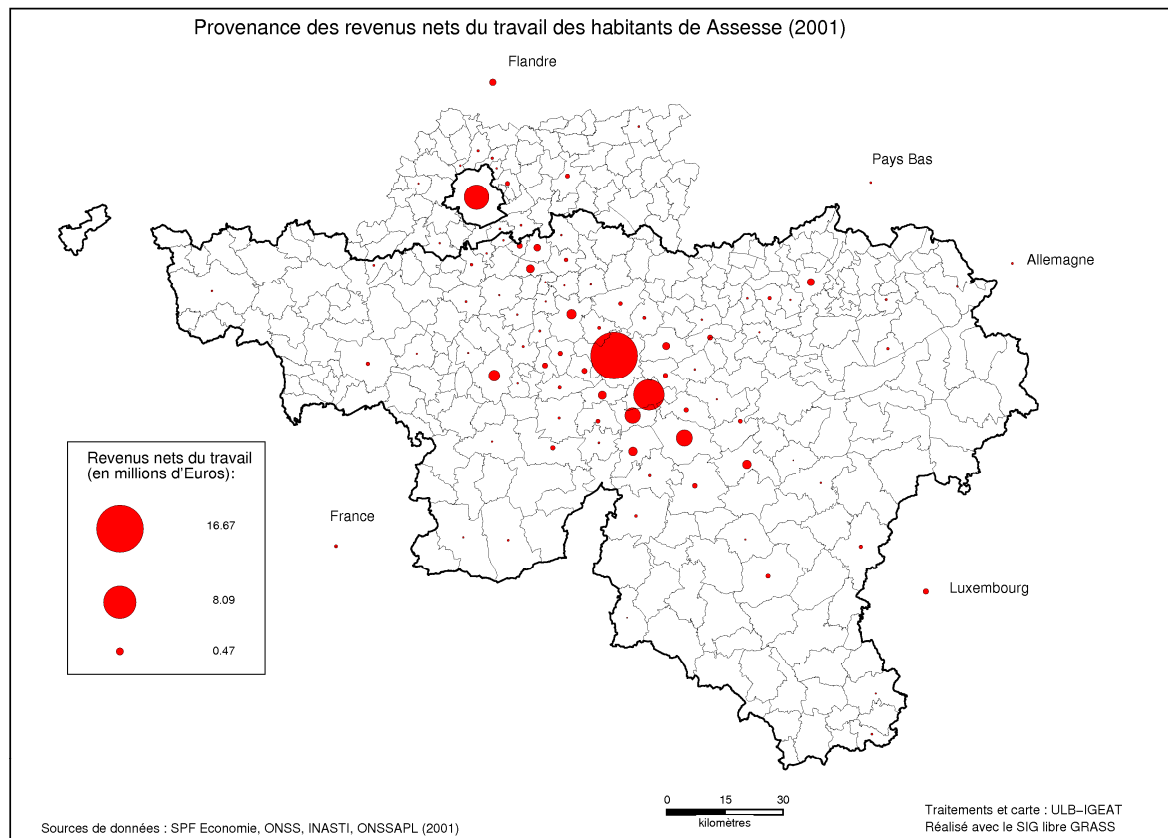 Provenance des revenus nets du travail des habitants de Assesse (2001)
Flandre
Pays Bas
Allemagne
Revenus nets du travail
(en millions d'Euros):
16.67
8.09
0.47
France
Luxembourg
0 15 30
kilomètres
Sources de données : SPF Economie, ONSS, INASTI, ONSSAPL (2001)
Traitements et carte : ULB–IGEAT
Réalisé avec le SIG libre GRASS